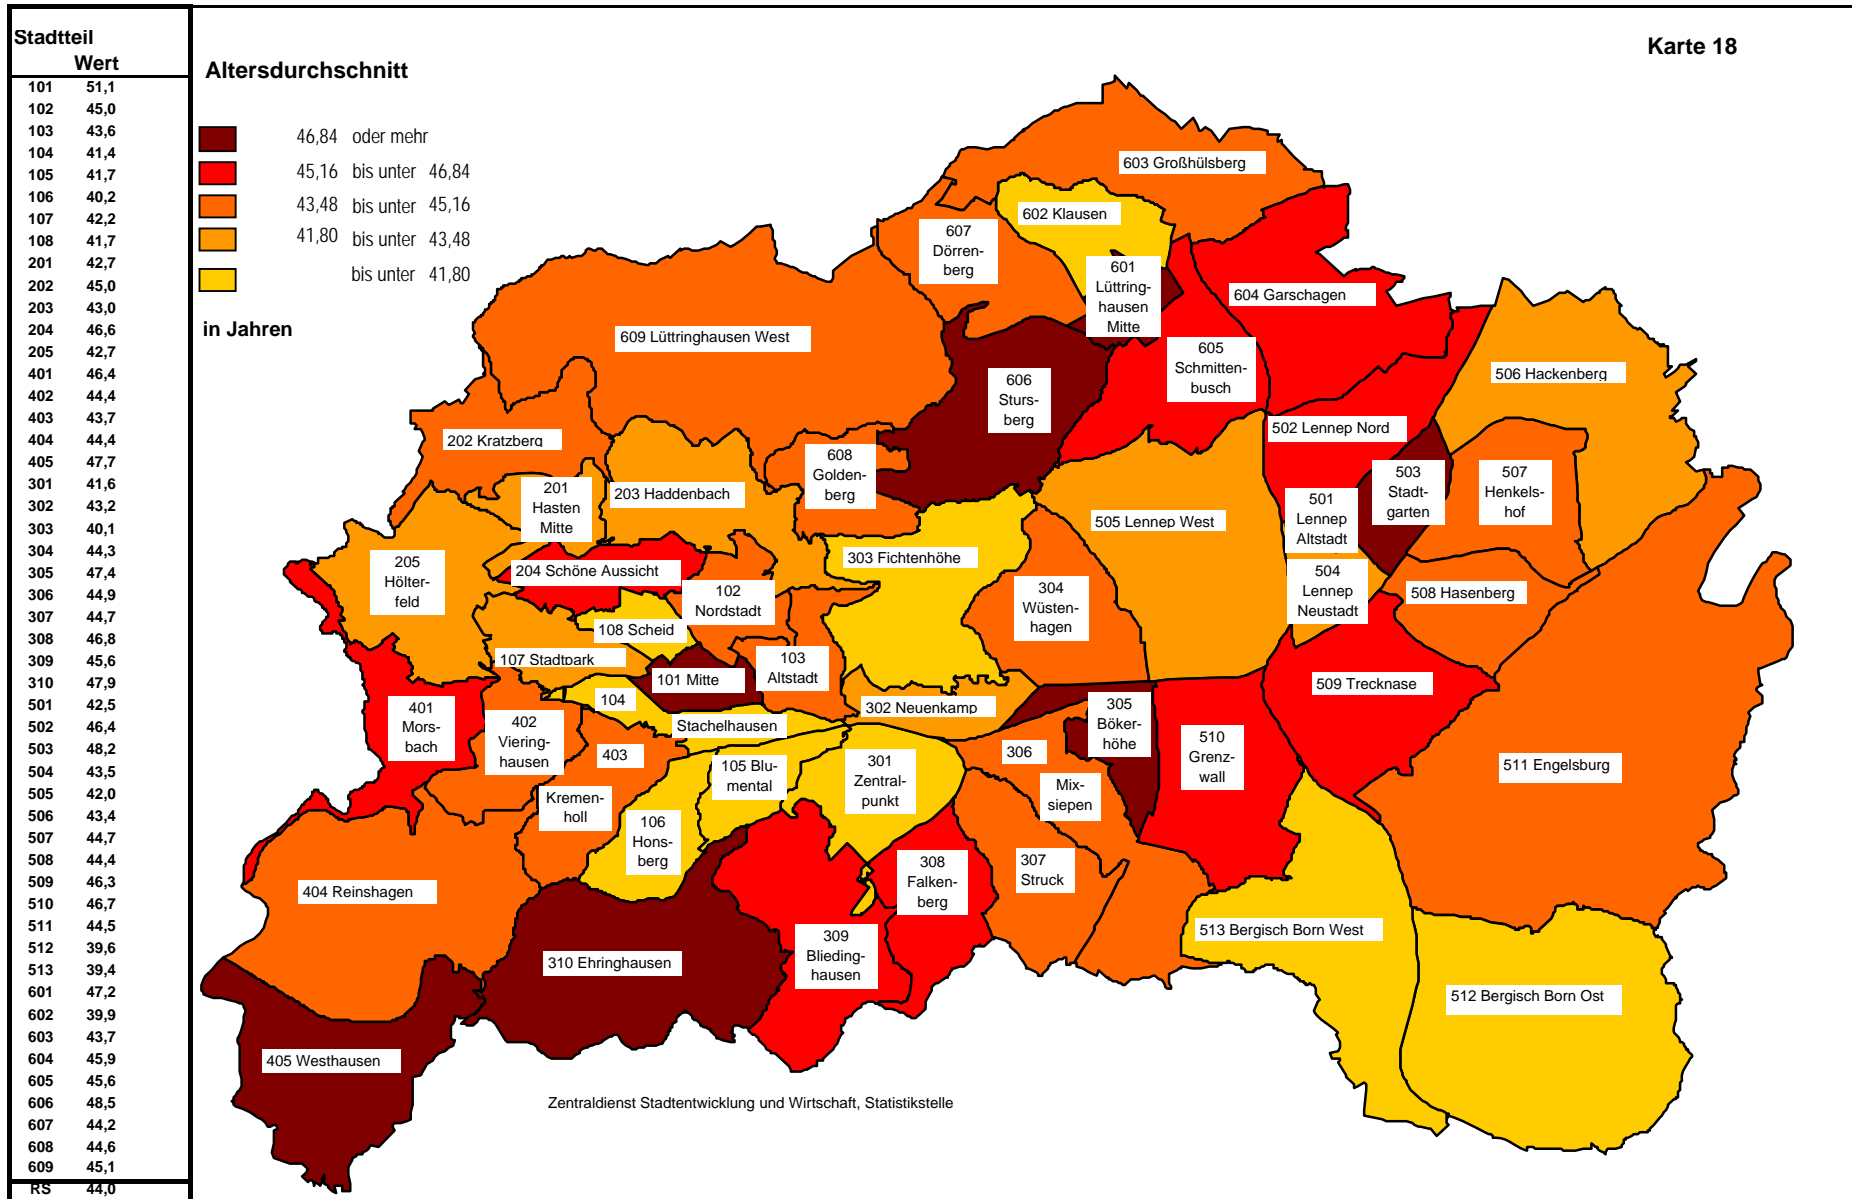 Stadtteil
Wert
101 51,1
102 45,0
103 43,6
104 41,4
105 41,7
106 40,2
107 42,2
108 41,7
201 42,7
202 45,0
203 43,0
204 46,6
205 42,7
401 46,4
402 44,4
403 43,7
404 44,4
405 47,7
301 41,6
302 43,2
303 40,1
304 44,3
305 47,4
306 44,9
307 44,7
308 46,8
309 45,6
310 47,9
501 42,5
502 46,4
503 48,2
504 43,5
505 42,0
506 43,4
507 44,7
508 44,4
509 46,3
510 46,7
511 44,5
512 39,6
513 39,4
601 47,2
602 39,9
603 43,7
604 45,9
605 45,6
606 48,5
607 44,2
608 44,6
609 45,1
RS 44,0
Altersdurchschnitt
46,84 oder mehr
45,16 bis unter 46,84
43,48 bis unter 45,16
41,80 bis unter 43,48
bis unter 41,80
in Jahren
Karte 18
603 Großhülsberg
602 Klausen
607
Dörren-
berg
601
Lüttring-
hausen
Mitte
604 Garschagen
609 Lüttringhausen West
605
Schmitten-
busch
606
Sturs-
berg
506 Hackenberg
502 Lennep Nord
202 Kratzberg
608
Golden-
berg
503
Stadt-
garten
507
Henkels-
hof
201
Hasten
Mitte
203 Haddenbach
501
Lennep
Altstadt
505 Lennep West
205
Hölter-
feld
204 Schöne Aussicht
303 Fichtenhöhe
102
Nordstadt
304
Wüsten-
hagen
504
Lennep
Neustadt
508 Hasenberg
108 Scheid
107 Stadtpark
103
Altstadt
101 Mitte
509 Trecknase
104
Stachelhausen
302 Neuenkamp
401
Mors-
bach
402
Viering-
hausen
403
Kremen-
holl
305
Böker-
höhe
306
Mix-
siepen
510
Grenz-
wall
511 Engelsburg
105 Blu-
mental
301
Zentral-
punkt
106
Hons-
berg
308
Falken-
berg
307
Struck
404 Reinshagen
513 Bergisch Born West
309
Blieding-
hausen
310 Ehringhausen
512 Bergisch Born Ost
405 Westhausen
Zentraldienst Stadtentwicklung und Wirtschaft, Statistikstelle